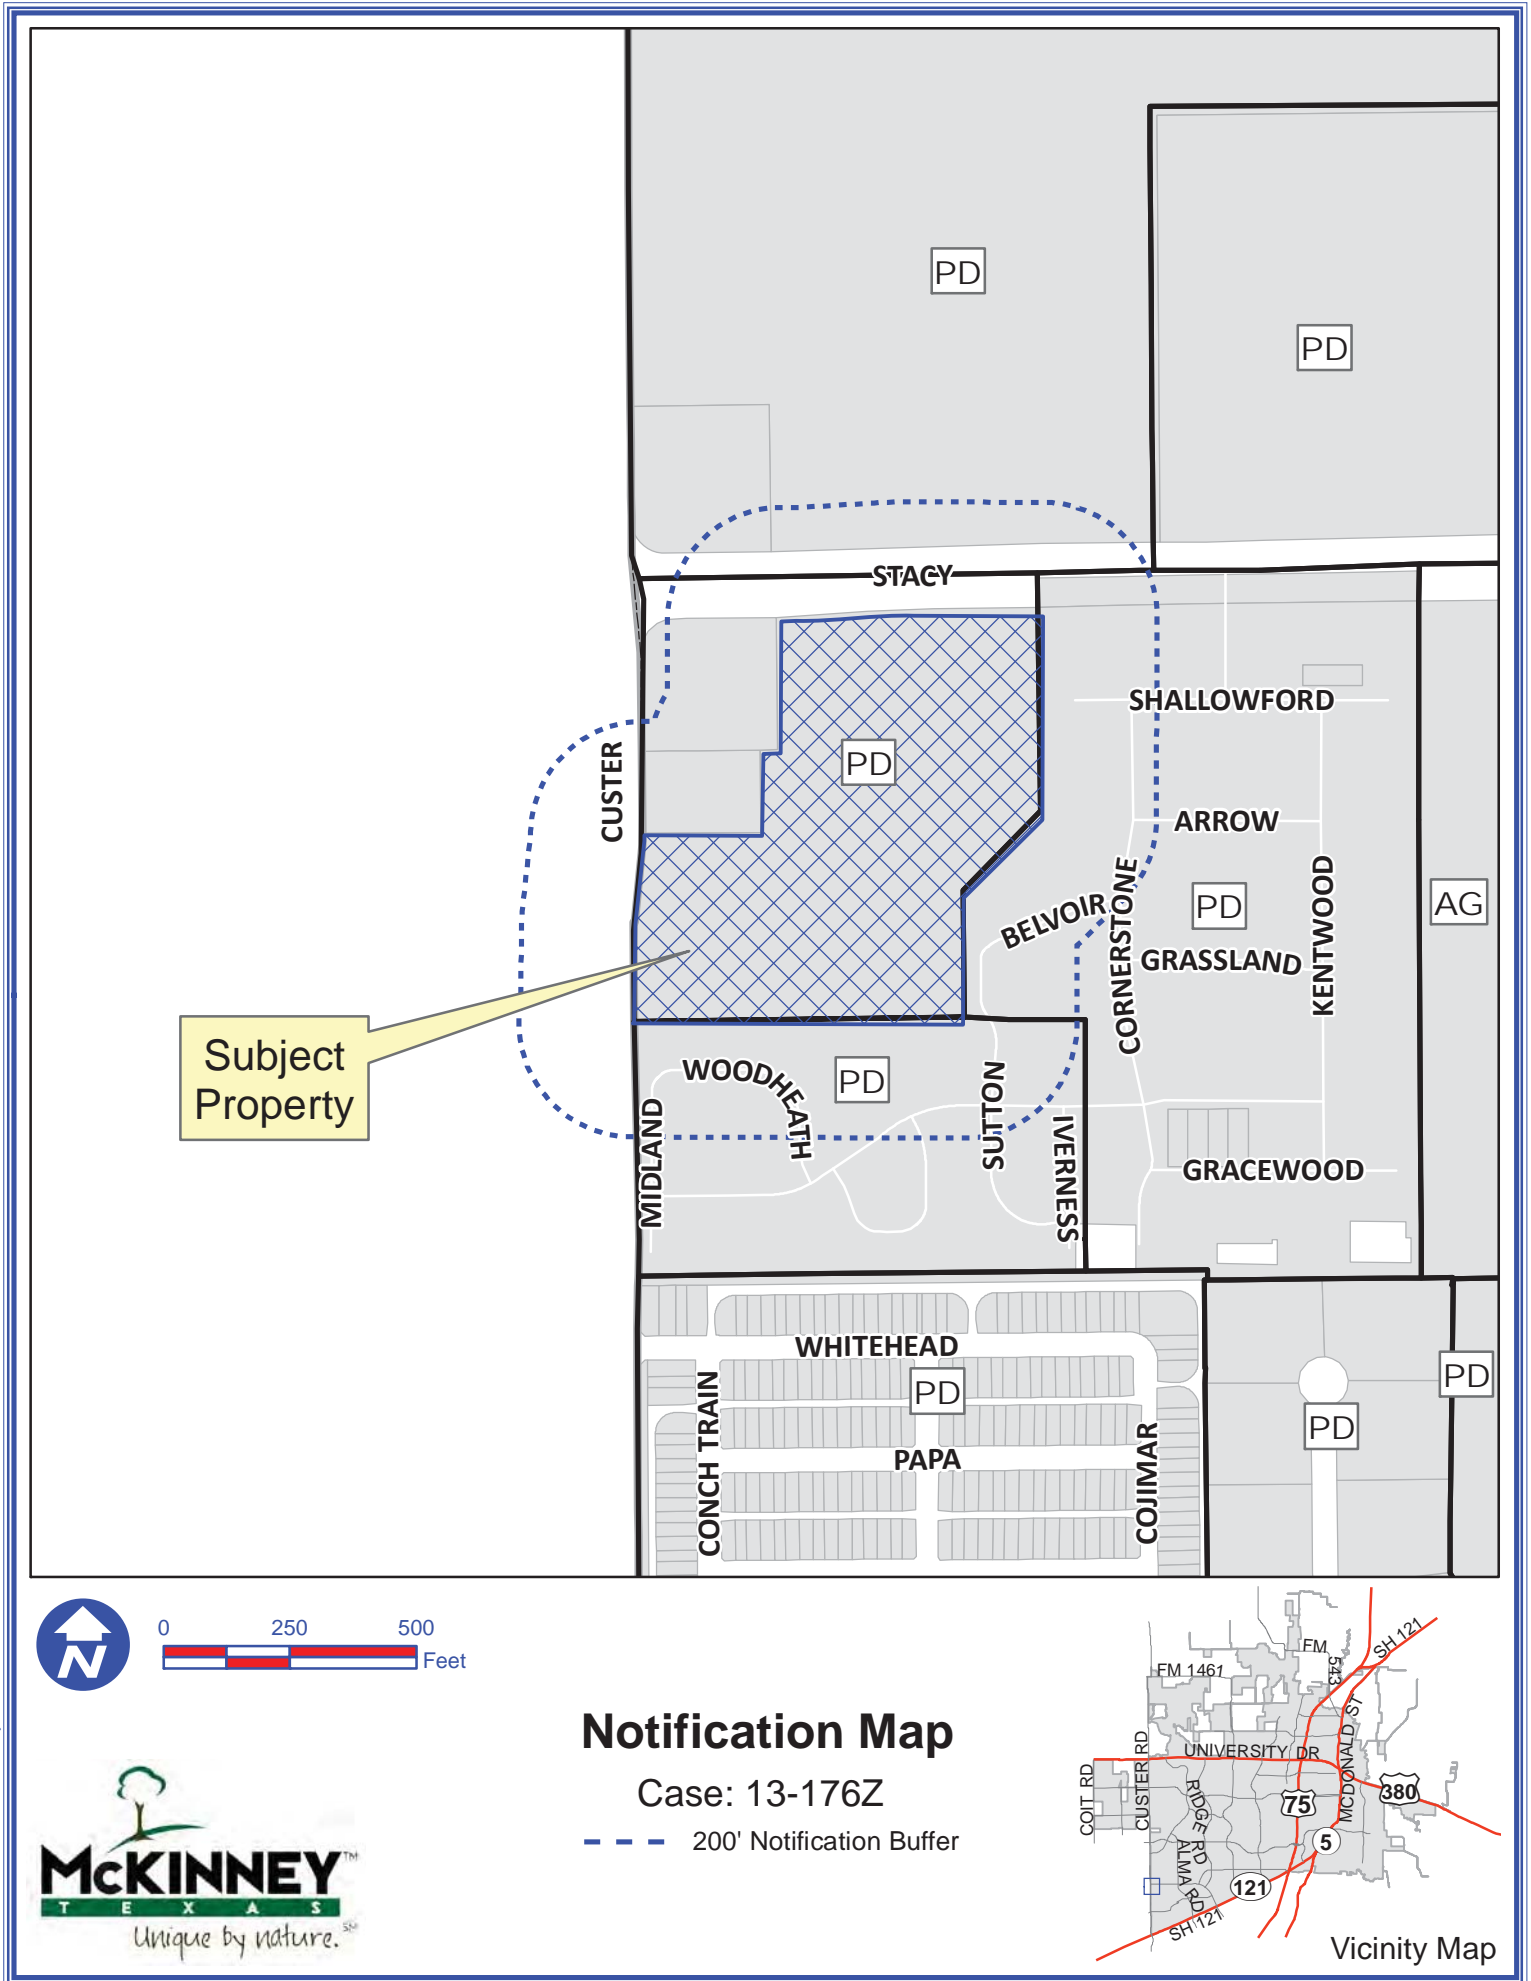 PD
PD
STACY
SHALLOWFORD
CUSTER
PD
ARROW
BELVOIR
CORNERSTONE
PD
KENTWOOD
AG
GRASSLAND
Subject
Property
WOODHEATH
PD
SUTTON
MIDLAND
IVERNESS
GRACEWOOD
WHITEHEAD
PD
PD
CONCH TRAIN
PD
PAPA
COJIMAR
N
0 250 500
Feet
Notification Map
Case: 13-176Z
200' Notification Buffer
McKINNEY™
TEXAS
Unique by nature.℠
FM 1461
FM 543
SH 121
UNIVERSITY DR
MCDONALD ST
COIT RD
CUSTER RD
RIDGE RD
ALMA RD
75
380
5
121
SH 121
Vicinity Map